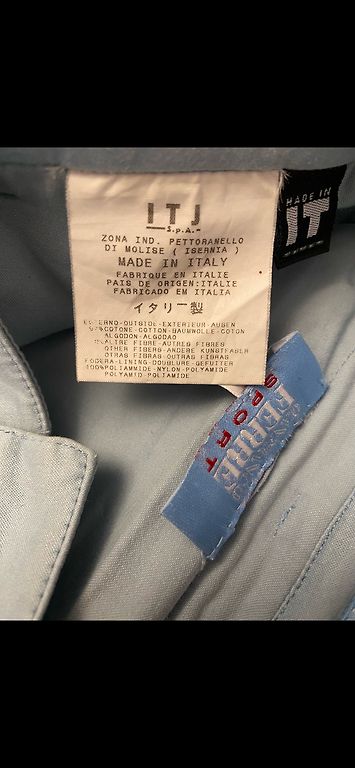 ITJ
S.p.A.
ZONA IND. PETTORANELLO
DI MOLISE ( ISERNIA )
MADE IN ITALY
FABRIQUE EN ITALIE
PAIS DE ORIGEN:ITALIE
FABRICADO EM ITALIA
イタリー製
ESTERNO-OUTSIDE-EXTERIEUR-AUSEN
97%COTONE-COTTON-BAUMWOLLE-COTON
ALGODON-ALGODAO
ALTRE FIBRE-AUTRES FIBRES
OTHER FIBERS-ANDERE KUNSTFASER
OTRAS FIBRAS-OUTRAS FIBRAS
FODERA-LINING-DOUBLURE-GEFUTTER
100%POLIAMMIDE-NYLON-POLYAMIDE
POLYAMID-POLIAMIDE
MADE IN
IT
FERRE
SPORT